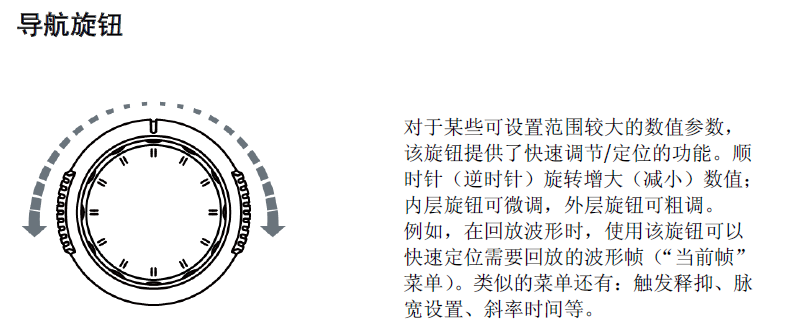 导航旋钮
对于某些可设置范围较大的数值参数，
该旋钮提供了快速调节/定位的功能。顺
时针（逆时针）旋转增大（减小）数值；
内层旋钮可微调，外层旋钮可粗调。
例如，在回放波形时，使用该旋钮可以
快速定位需要回放的波形帧（“当前帧”
菜单）。类似的菜单还有：触发释抑、脉
宽设置、斜率时间等。